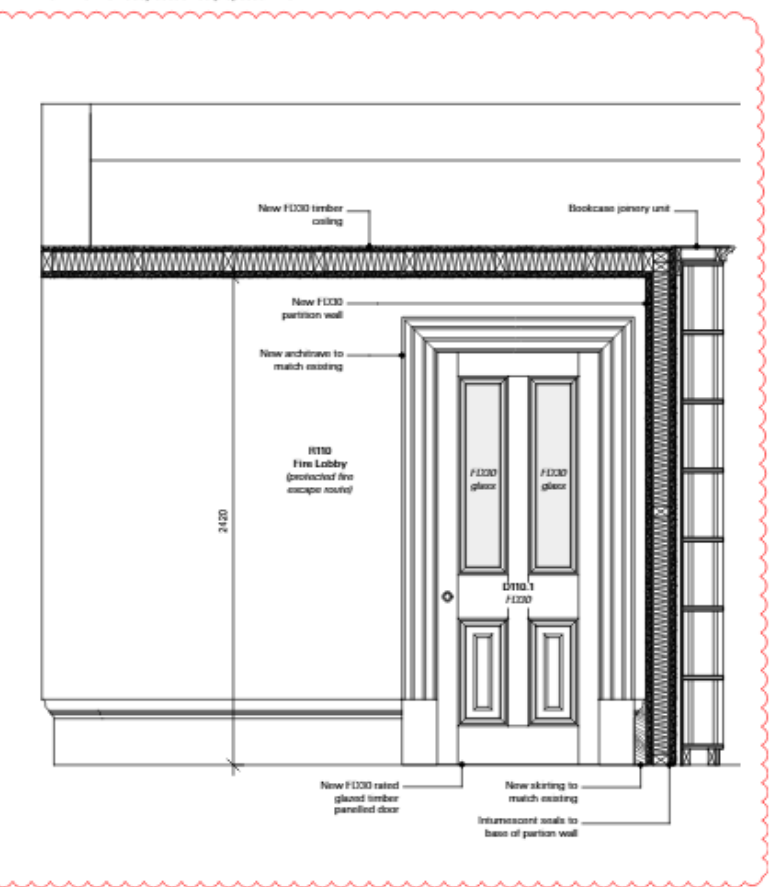 New FD30 timber
ceiling
Bookcase joinery unit
New FD30
partition wall
New architrave to
match existing
R110
Fire Lobby
(protected fire
escape route)
FD30
glass
FD30
glass
2420
D110.1
FD30
New FD30 rated
glazed timber
panelled door
New skirting to
match existing
Intumescent seals to
base of partion wall